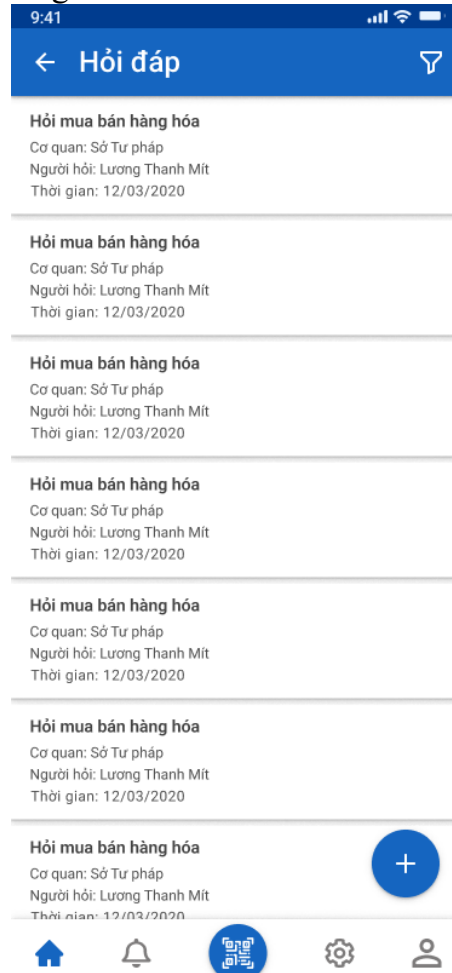 9:41
Hỏi đáp
Hỏi mua bán hàng hóa
Cơ quan: Sở Tư pháp
Người hỏi: Lương Thanh Mít
Thời gian: 12/03/2020
Hỏi mua bán hàng hóa
Cơ quan: Sở Tư pháp
Người hỏi: Lương Thanh Mít
Thời gian: 12/03/2020
Hỏi mua bán hàng hóa
Cơ quan: Sở Tư pháp
Người hỏi: Lương Thanh Mít
Thời gian: 12/03/2020
Hỏi mua bán hàng hóa
Cơ quan: Sở Tư pháp
Người hỏi: Lương Thanh Mít
Thời gian: 12/03/2020
Hỏi mua bán hàng hóa
Cơ quan: Sở Tư pháp
Người hỏi: Lương Thanh Mít
Thời gian: 12/03/2020
Hỏi mua bán hàng hóa
Cơ quan: Sở Tư pháp
Người hỏi: Lương Thanh Mít
Thời gian: 12/03/2020
Hỏi mua bán hàng hóa
Cơ quan: Sở Tư pháp
Người hỏi: Lương Thanh Mít
Thời gian: 12/03/2020